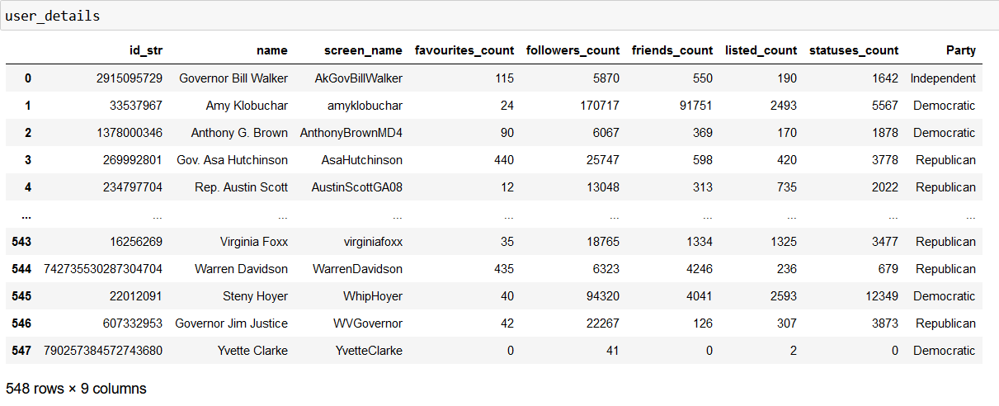 user_details
id_str name screen_name favourites_count followers_count friends_count listed_count statuses_count Party
0 2915095729 Governor Bill Walker AkGovBillWalker 115 5870 550 190 1642 Independent
1 33537967 Amy Klobuchar amyklobuchar 24 170717 91751 2493 5567 Democratic
2 1378000346 Anthony G. Brown AnthonyBrownMD4 90 6067 369 170 1878 Democratic
3 269992801 Gov. Asa Hutchinson AsaHutchinson 440 25747 598 420 3778 Republican
4 234797704 Rep. Austin Scott AustinScottGA08 12 13048 313 735 2022 Republican
... ... ... ... ... ... ... ... ... ...
543 16256269 Virginia Foxx virginiafoxx 35 18765 1334 1325 3477 Republican
544 742735530287304704 Warren Davidson WarrenDavidson 435 6323 4246 236 679 Republican
545 22012091 Steny Hoyer WhipHoyer 40 94320 4041 2593 12349 Democratic
546 607332953 Governor Jim Justice WVGovernor 42 22267 126 307 3873 Republican
547 790257384572743680 Yvette Clarke YvetteClarke 0 41 0 2 0 Democratic
548 rows × 9 columns